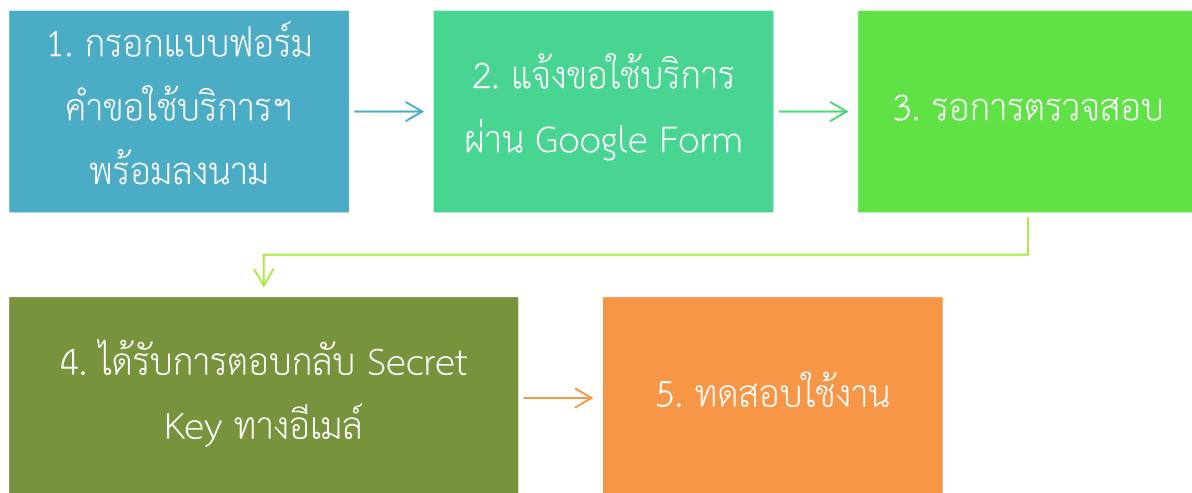 1. กรอกแบบฟอร์ม
คำขอใช้บริการฯ
พร้อมลงนาม
2. แจ้งขอใช้บริการ
ผ่าน Google Form
3. รอการตรวจสอบ
4. ได้รับการตอบกลับ Secret
Key ทางอีเมล์
5. ทดสอบใช้งาน